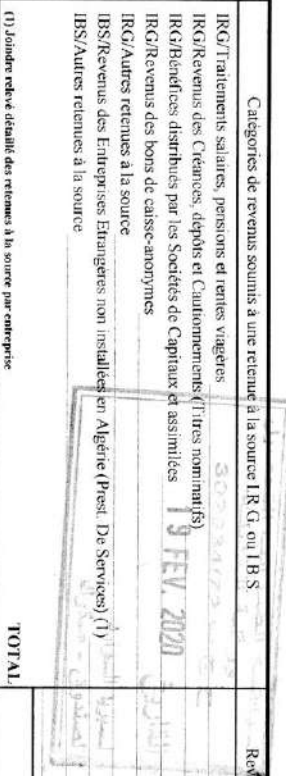 Catégories de revenus soumis à une retenue à la source I.R.G. ou I.B.S.
Rev
IRG/Traitements salaires, pensions et rentes viagères
IRG/Revenus des Créances, dépôts et Cautionnements (Titres nominatifs)
IRG/Bénéfices distribués par les Sociétés de Capitaux et assimilées
19 FEV. 2020
IRG/Revenus des bons de caisse-anonymes
IRG/Autres retenues à la source
IBS/Revenus des Entreprises Etrangères non installées en Algérie (Prest. De Services) (1)
IBS/Autres retenues à la source
TOTAL
(1) Joindre relevé détaillé des retenues à la source par entreprise